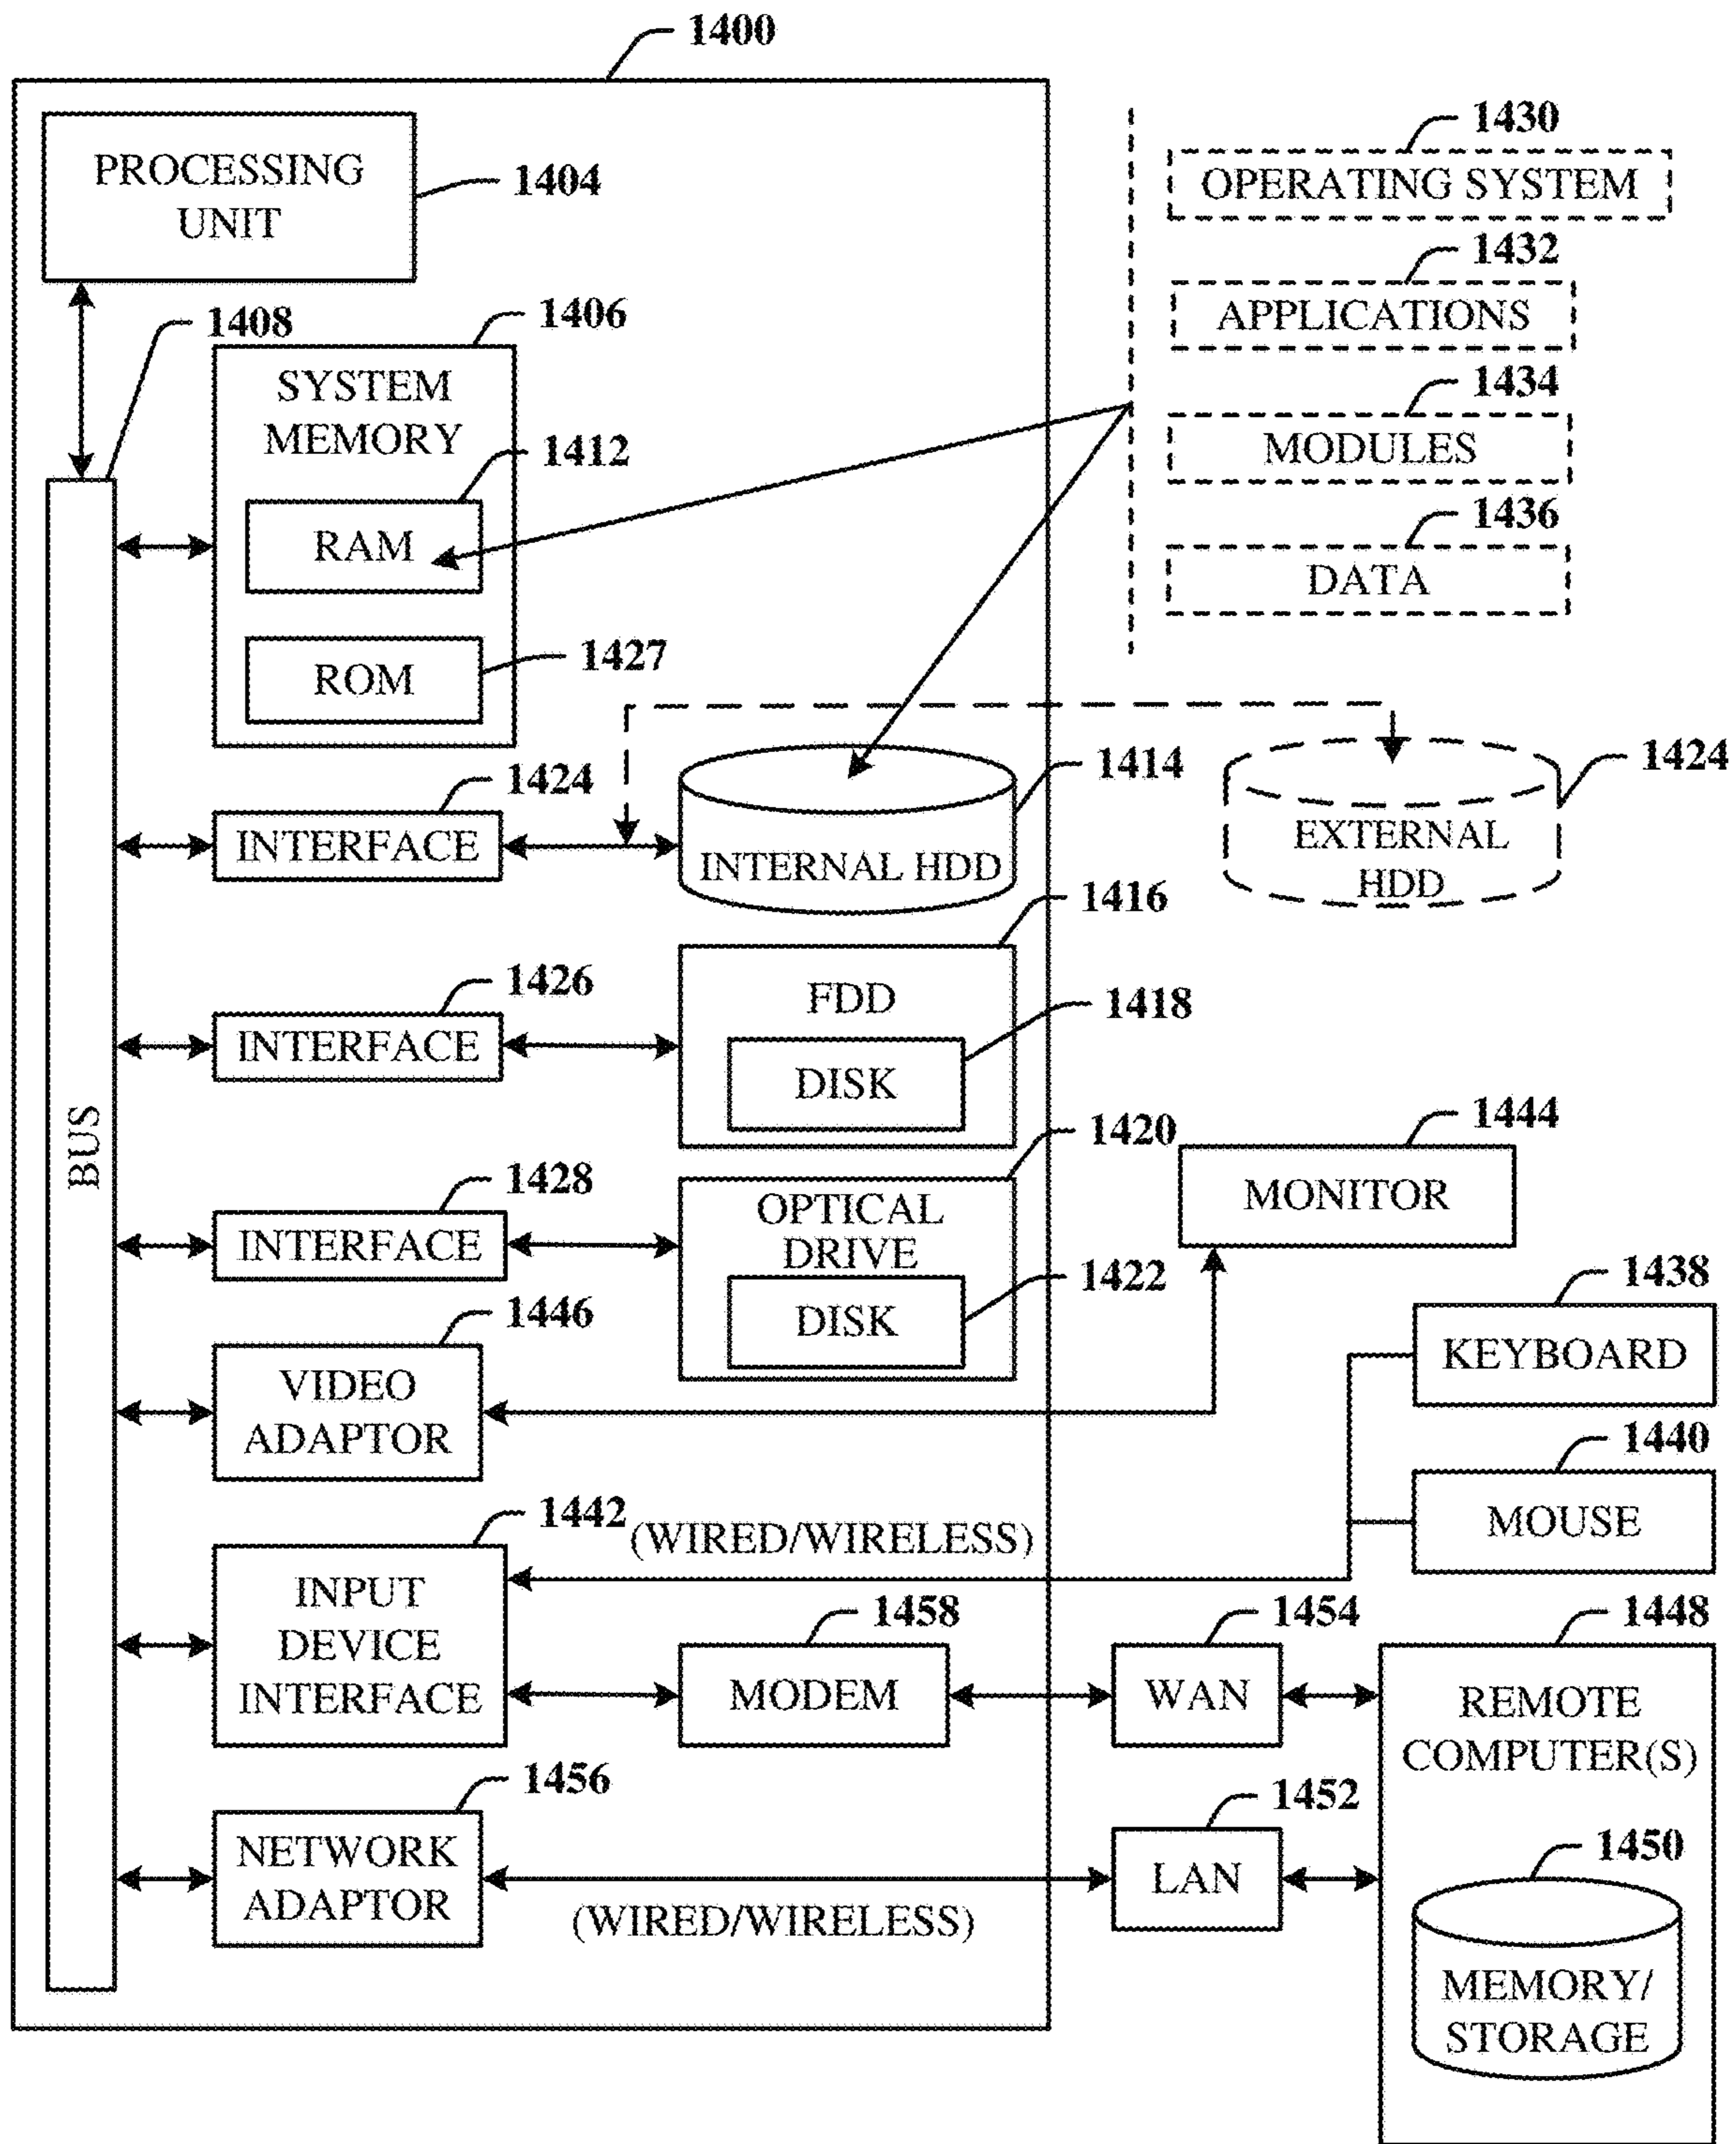 1400
PROCESSING
UNIT
1404
1430
OPERATING SYSTEM
1432
APPLICATIONS
1434
MODULES
1436
DATA
1408
1406
SYSTEM
MEMORY
1412
RAM
1427
ROM
1424
INTERFACE
1414
INTERNAL HDD
1424
EXTERNAL
HDD
1426
INTERFACE
1416
FDD
1418
DISK
BUS
1428
INTERFACE
1420
OPTICAL
DRIVE
1422
DISK
1444
MONITOR
1446
VIDEO
ADAPTOR
1438
KEYBOARD
1440
MOUSE
1442
(WIRED/WIRELESS)
INPUT
DEVICE
INTERFACE
1458
MODEM
1454
WAN
1448
REMOTE
COMPUTER(S)
1456
NETWORK
ADAPTOR
(WIRED/WIRELESS)
1452
LAN
1450
MEMORY/
STORAGE